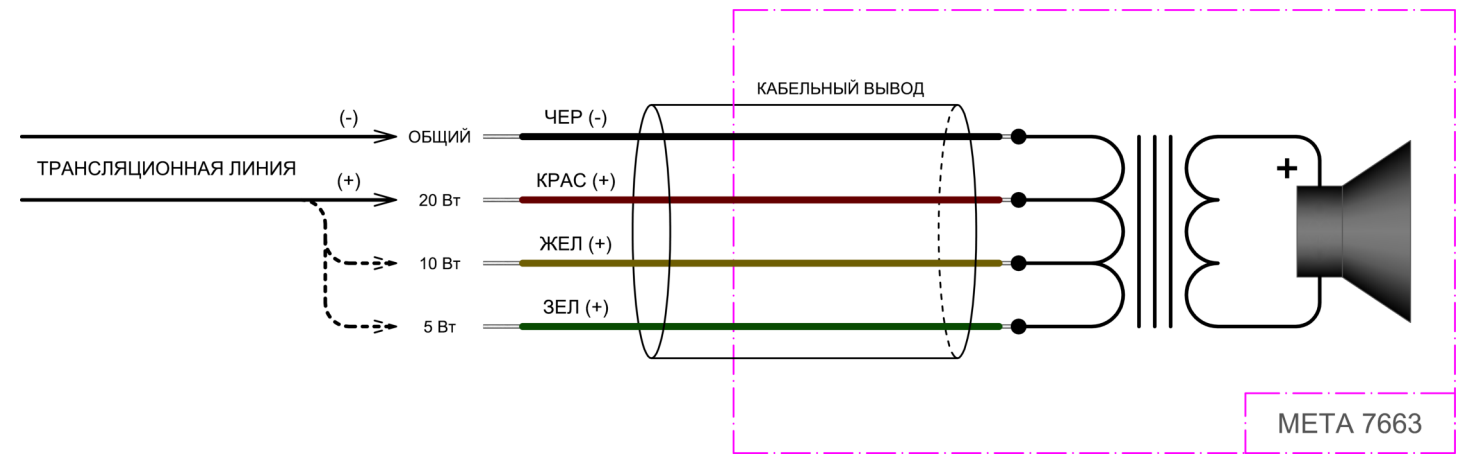 КАБЕЛЬНЫЙ ВЫВОД
(-) ОБЩИЙ ЧЕР (-)
ТРАНСЛЯЦИОННАЯ ЛИНИЯ
(+) 20 Вт КРАС (+)
+
10 Вт ЖЕЛ (+)
5 Вт ЗЕЛ (+)
МЕТА 7663